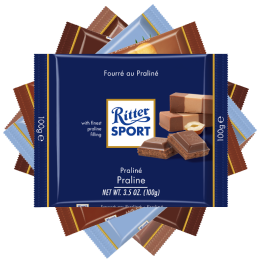 Fourré au Praliné
Ritter
SPORT
with finest
praline
filling
100g e
100g e
Praliné
Praline
NET WT. 3.5 OZ. (100g)